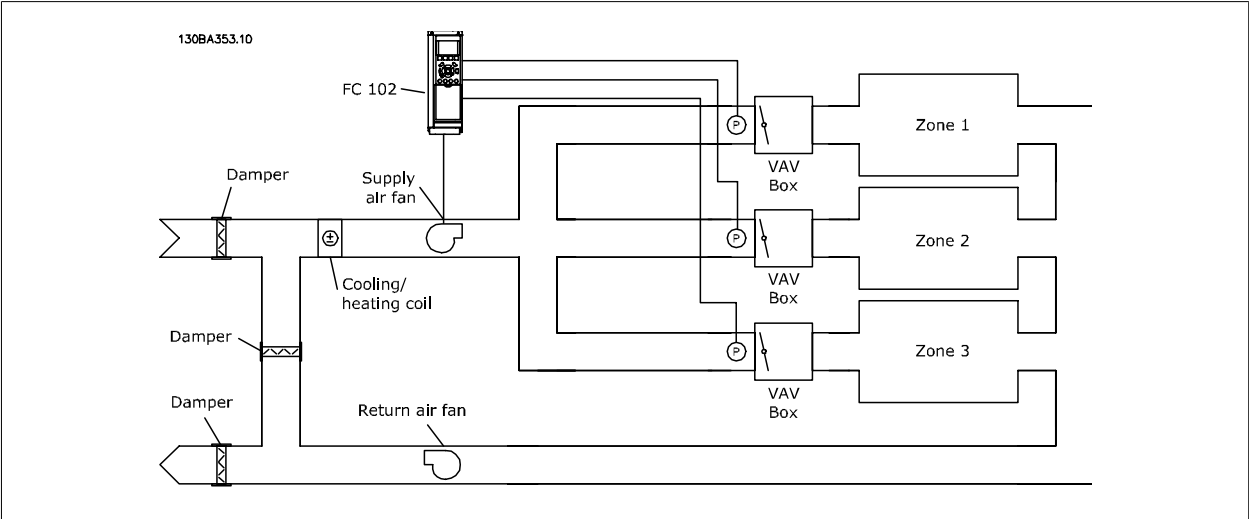 130BA353.10
FC 102
Damper
Supply
air fan
Cooling/
heating coil
Damper
Damper
Return air fan
P
VAV
Box
Zone 1
P
VAV
Box
Zone 2
P
VAV
Box
Zone 3